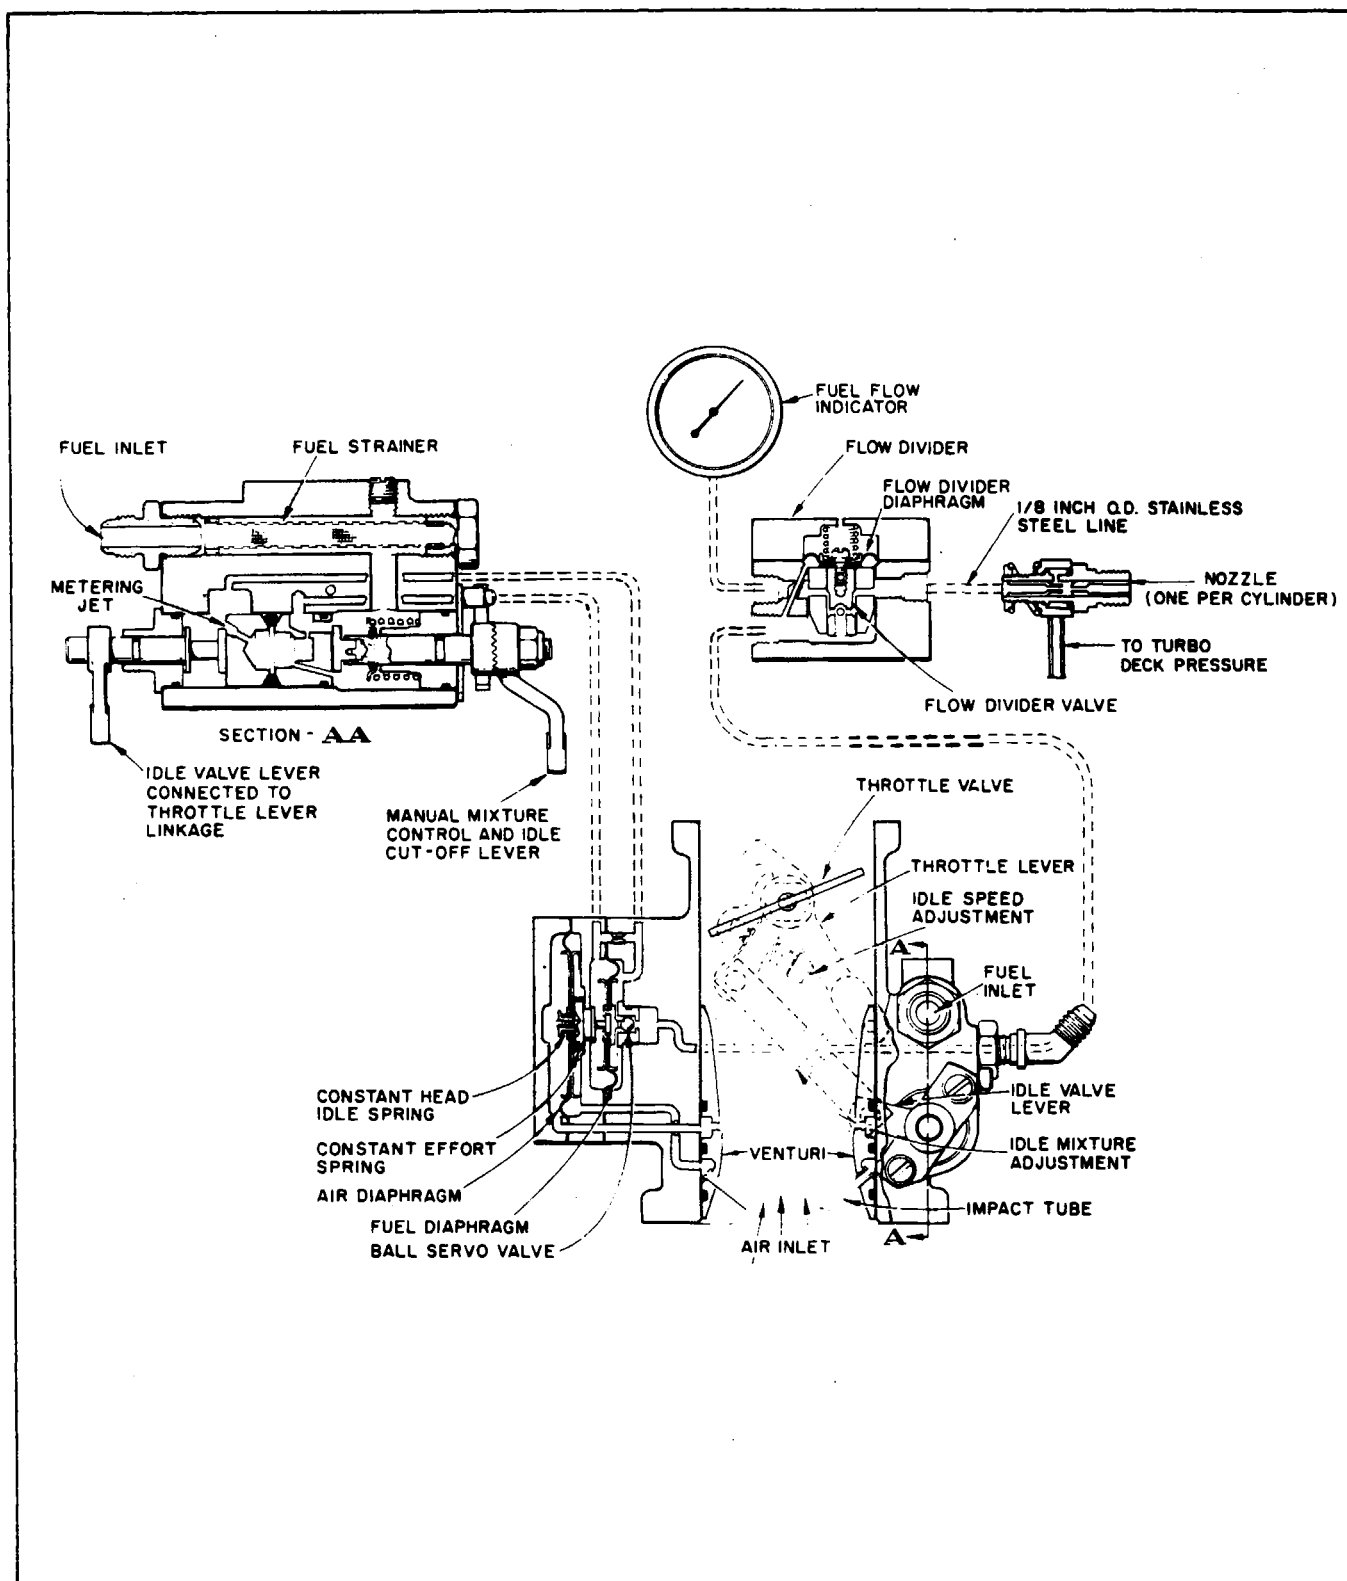 FUEL FLOW
INDICATOR
FUEL INLET
FUEL STRAINER
FLOW DIVIDER
FLOW DIVIDER
DIAPHRAGM
1/8 INCH O.D. STAINLESS
STEEL LINE
METERING
JET
NOZZLE
(ONE PER CYLINDER)
TO TURBO
DECK PRESSURE
FLOW DIVIDER VALVE
SECTION - AA
IDLE VALVE LEVER
CONNECTED TO
THROTTLE LEVER
LINKAGE
MANUAL MIXTURE
CONTROL AND IDLE
CUT-OFF LEVER
THROTTLE VALVE
THROTTLE LEVER
IDLE SPEED
ADJUSTMENT
A
FUEL
INLET
CONSTANT HEAD
IDLE SPRING
CONSTANT EFFORT
SPRING
AIR DIAPHRAGM
FUEL DIAPHRAGM
BALL SERVO VALVE
VENTURI
IDLE VALVE
LEVER
IDLE MIXTURE
ADJUSTMENT
IMPACT TUBE
AIR INLET
A